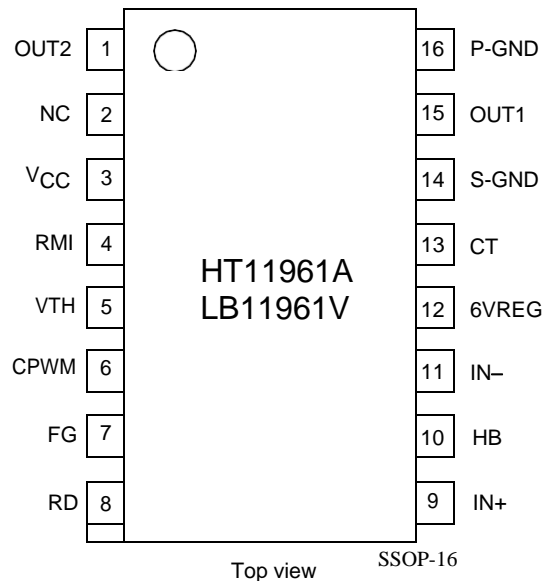 OUT2 1 16 P-GND
NC 2 15 OUT1
VCC 3 14 S-GND
RMI 4 13 CT
HT11961A
LB11961V
VTH 5 12 6VREG
CPWM 6 11 IN–
FG 7 10 HB
RD 8 9 IN+
Top view SSOP-16